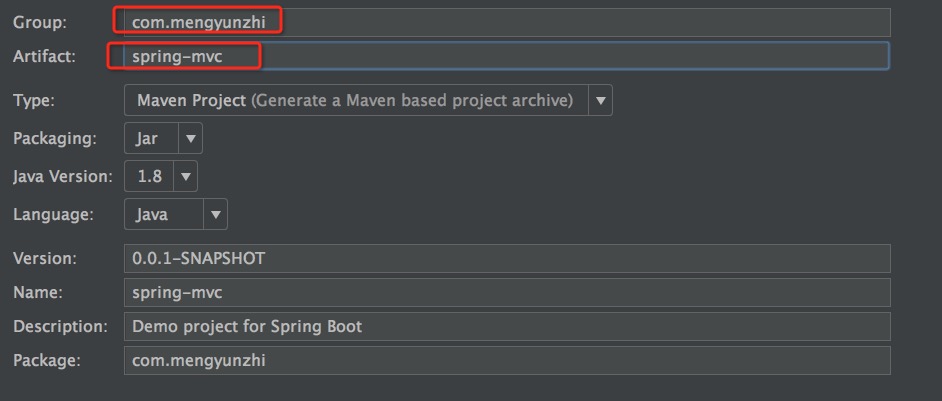 Group: com.mengyunzhi
Artifact: spring-mvc
Type: Maven Project (Generate a Maven based project archive)
Packaging: Jar
Java Version: 1.8
Language: Java
Version: 0.0.1-SNAPSHOT
Name: spring-mvc
Description: Demo project for Spring Boot
Package: com.mengyunzhi